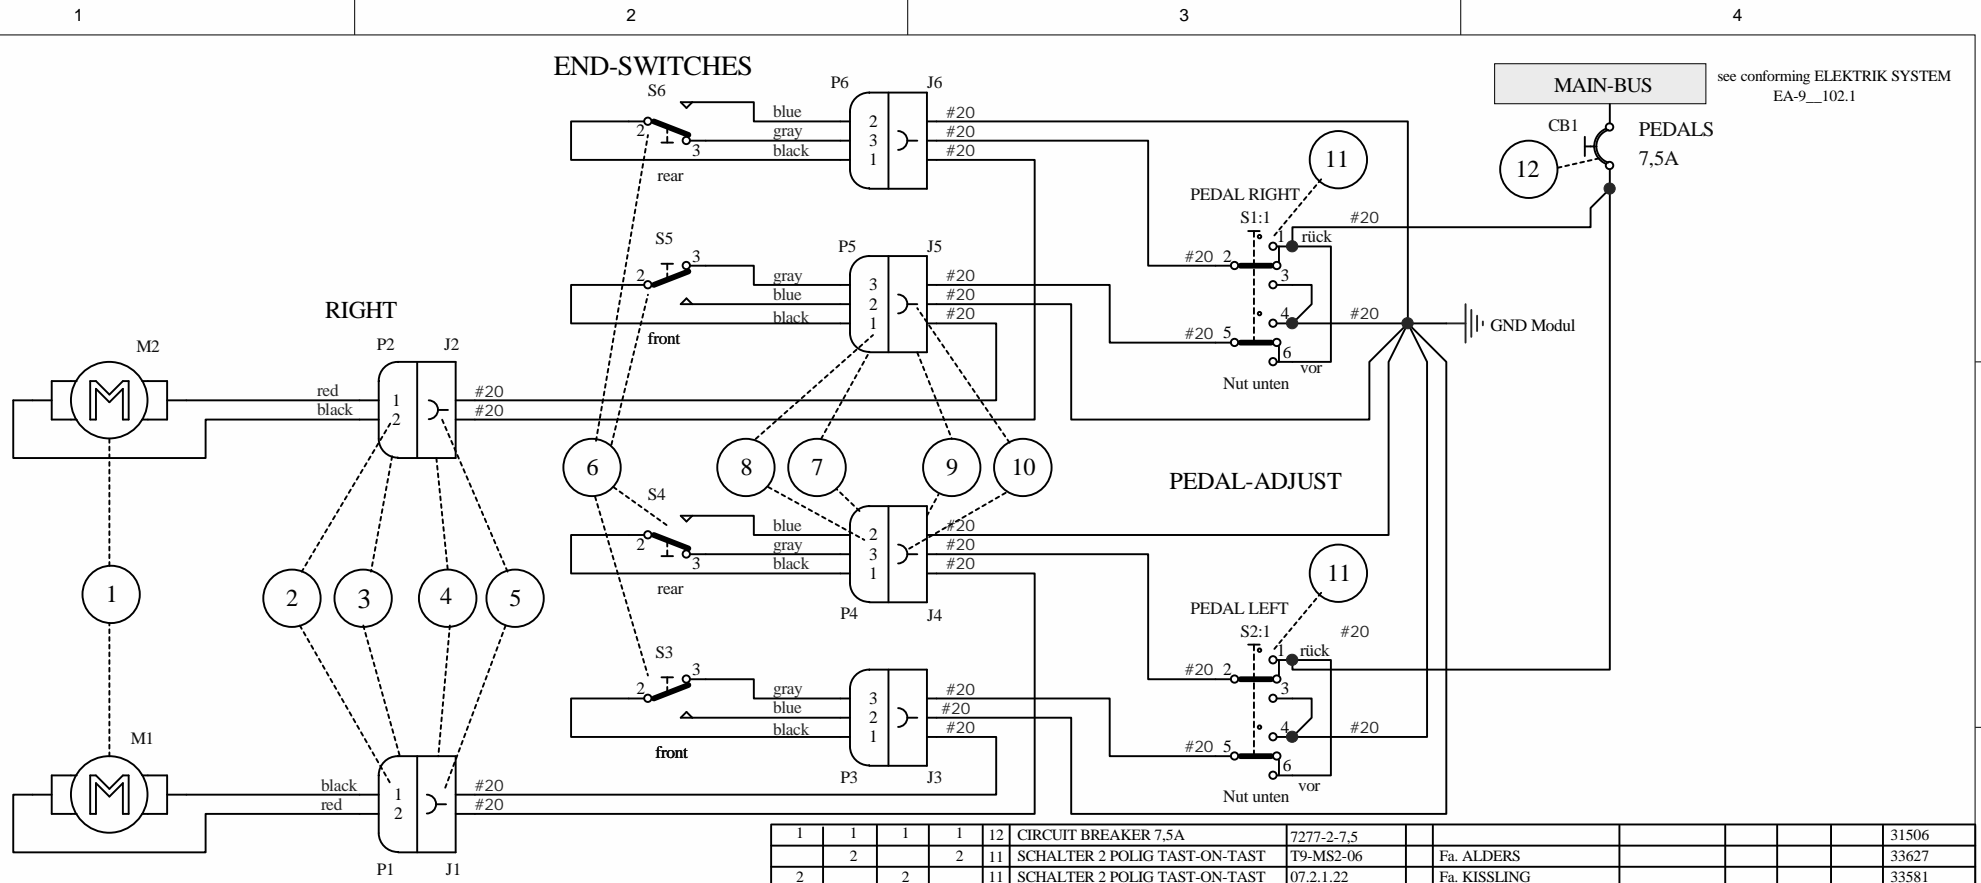 1 2 3 4
END-SWITCHES
MAIN-BUS
see conforming ELEKTRIK SYSTEM
EA-9__102.1
CB1
PEDALS
7,5A
12
S6
2
3
rear
blue
gray
black
P6
J6
2
3
1
#20
#20
#20
11
PEDAL RIGHT
S1:1
#20
1
rück
#20 2
3
4
#20
#20 5
6
vor
Nut unten
GND Modul
S5
3
2
front
gray
blue
black
P5
J5
3
2
1
#20
#20
#20
RIGHT
M2
M
red
black
P2
J2
1
2
#20
#20
6
8
7
9
10
PEDAL-ADJUST
S4
2
3
rear
blue
gray
black
2
3
1
P4
J4
#20
#20
#20
1
2
3
4
5
11
PEDAL LEFT
S2:1
#20
1
rück
#20 2
3
4
#20
#20 5
6
vor
Nut unten
S3
3
2
front
gray
blue
black
3
2
1
P3
J3
#20
#20
#20
M1
M
black
red
1
2
P1
J1
#20
#20
1 1 1 1 12 CIRCUIT BREAKER 7,5A 7277-2-7,5 31506
2 2 11 SCHALTER 2 POLIG TAST-ON-TAST T9-MS2-06 Fa. ALDERS 33627
2 2 11 SCHALTER 2 POLIG TAST-ON-TAST 07.2.1.22 Fa. KISSLING 33581